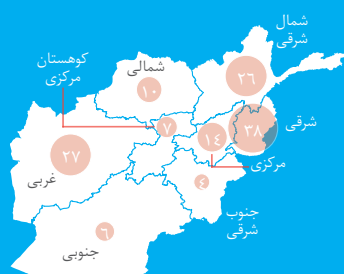 شمال
شرقی
۲۶
شمالی
۱۰
کوهستان
مرکزی
۷
شرقی
۳۸
۱۴
مرکزی
۲۷
غربی
۴
جنوب
شرقی
۶
جنوبی